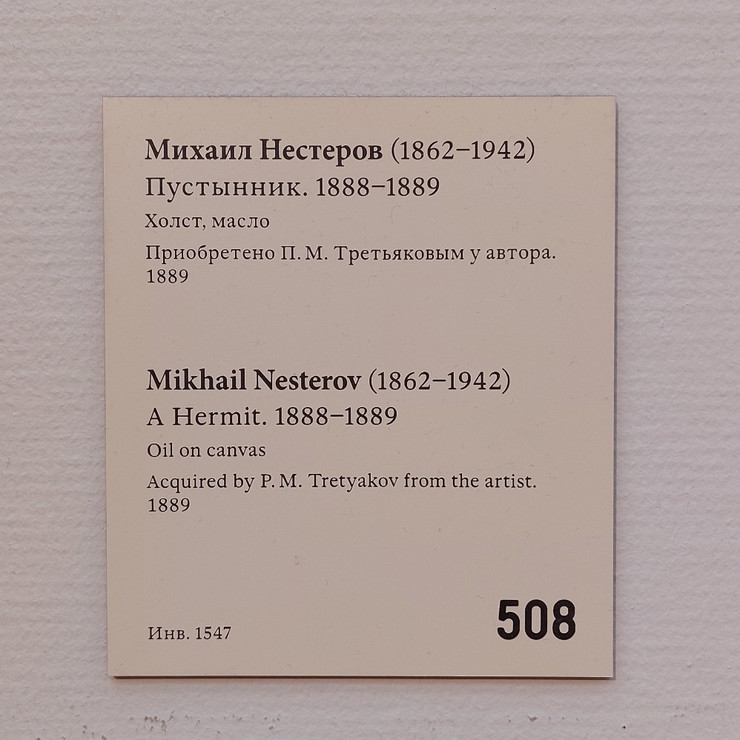 Михаил Нестеров (1862–1942)
Пустынник. 1888–1889
Холст, масло
Приобретено П. М. Третьяковым у автора.
1889
Mikhail Nesterov (1862–1942)
A Hermit. 1888–1889
Oil on canvas
Acquired by P. M. Tretyakov from the artist.
1889
Инв. 1547
508